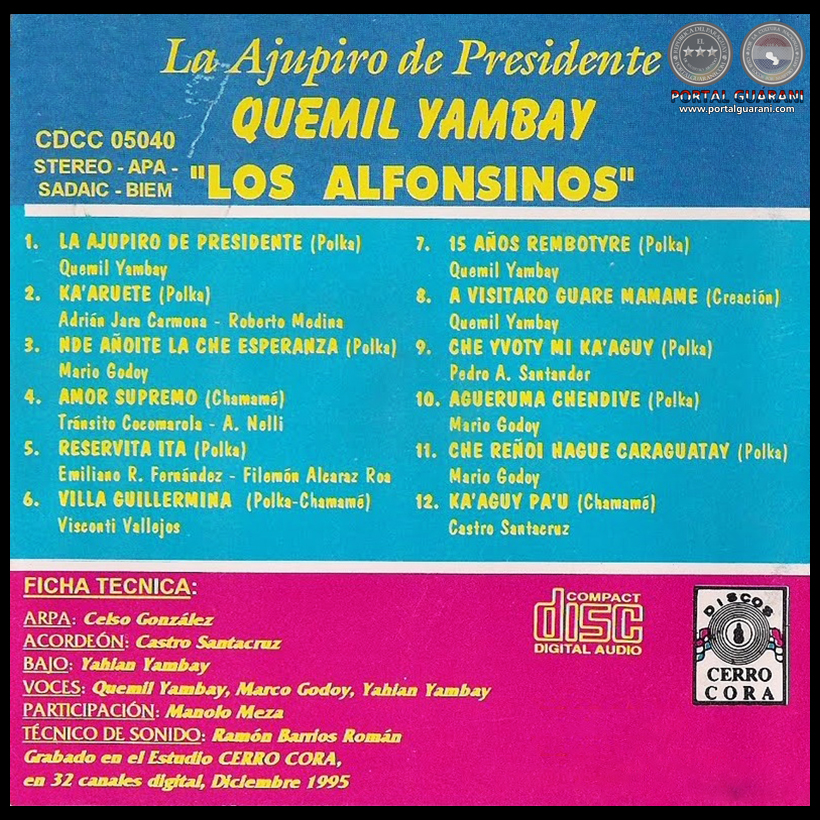 La Ajupiro de Presidente
PORTAL GUARANI
www.portalguarani.com
QUEMIL YAMBAY
"LOS ALFONSINOS"
CDCC 05040
STEREO - APA -
SADAIC - BIEM
1. LA AJUPIRO DE PRESIDENTE (Polka)
Quemil Yambay
2. KA'ARUETE (Polka)
Adrián Jara Carmona - Roberto Medina
3. NDE AÑOITE LA CHE ESPERANZA (Polka)
Mario Godoy
4. AMOR SUPREMO (Chamamé)
Tránsito Cocomarola - A. Nelli
5. RESERVITA ITA (Polka)
Emiliano R. Fernández - Filemón Alcaraz Roa
6. VILLA GUILLERMINA (Polka-Chamamé)
Visconti Vallejos
7. 15 AÑOS REMBOTYRE (Polka)
Quemil Yambay
8. A VISITARO GUARE MAMAME (Creación)
Quemil Yambay
9. CHE YVOTY MI KA'AGUY (Polka)
Pedro A. Santander
10. AGUERUMA CHENDIVE (Polka)
Mario Godoy
11. CHE REÑOI HAGUE CARAGUATAY (Polka)
Mario Godoy
12. KA'AGUY PA'U (Chamamé)
Castro Santacruz
FICHA TECNICA:
ARPA: Celso González
ACORDEÓN: Castro Santacruz
BAJO: Yahian Yambay
VOCES: Quemil Yambay, Marco Godoy, Yahian Yambay
PARTICIPACIÓN: Manolo Meza
TÉCNICO DE SONIDO: Ramón Barrios Román
Grabado en el Estudio CERRO CORA,
en 32 canales digital, Diciembre 1995
COMPACT
disc
DIGITAL AUDIO
DISCOS
CERRO
CORA